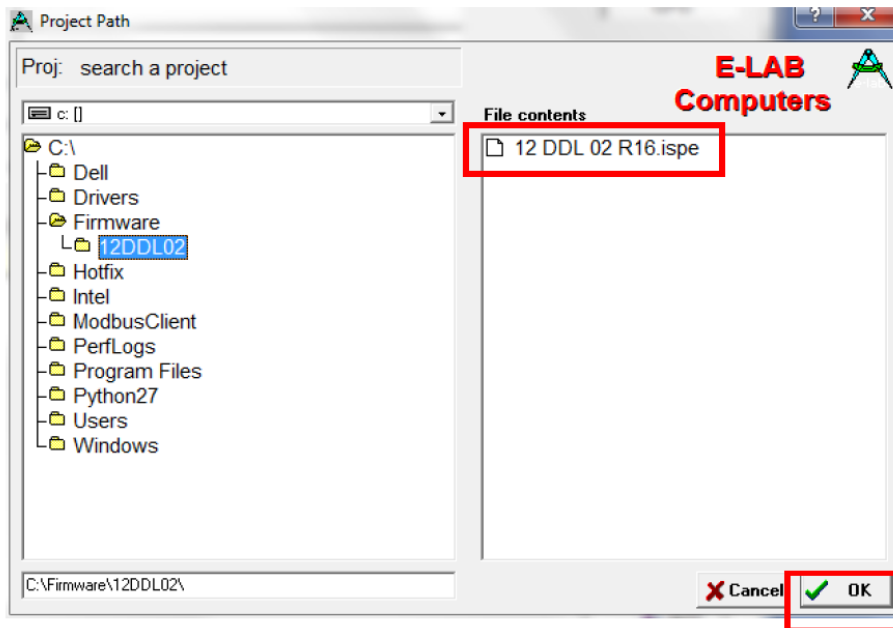 Project Path
Proj: search a project
E-LAB
Computers
c: []
File contents
C:\
Dell
Drivers
Firmware
12DDL02
Hotfix
Intel
ModbusClient
PerfLogs
Program Files
Python27
Users
Windows
12 DDL 02 R16.ispe
C:\Firmware\12DDL02\
Cancel
OK